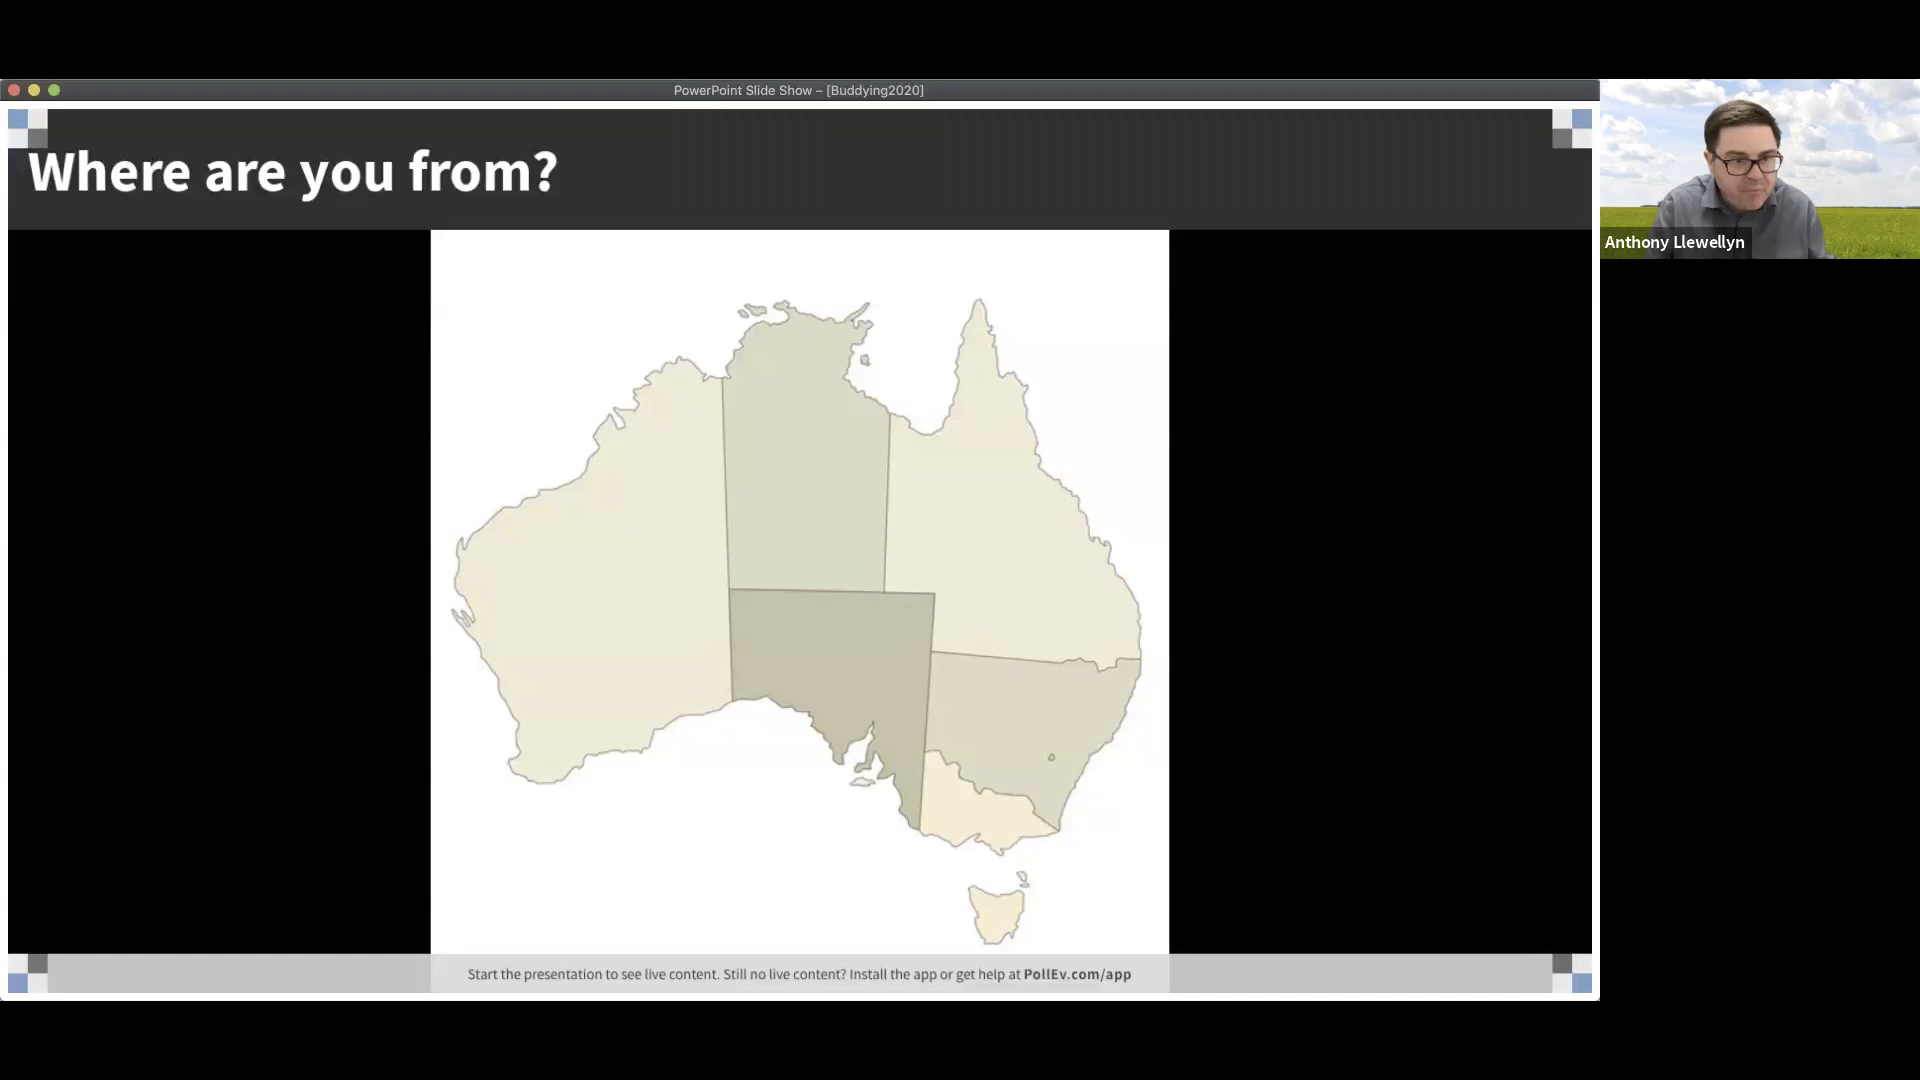 PowerPoint Slide Show – [Buddying2020]
Where are you from?
Anthony Llewellyn
Start the presentation to see live content. Still no live content? Install the app or get help at PollEv.com/app